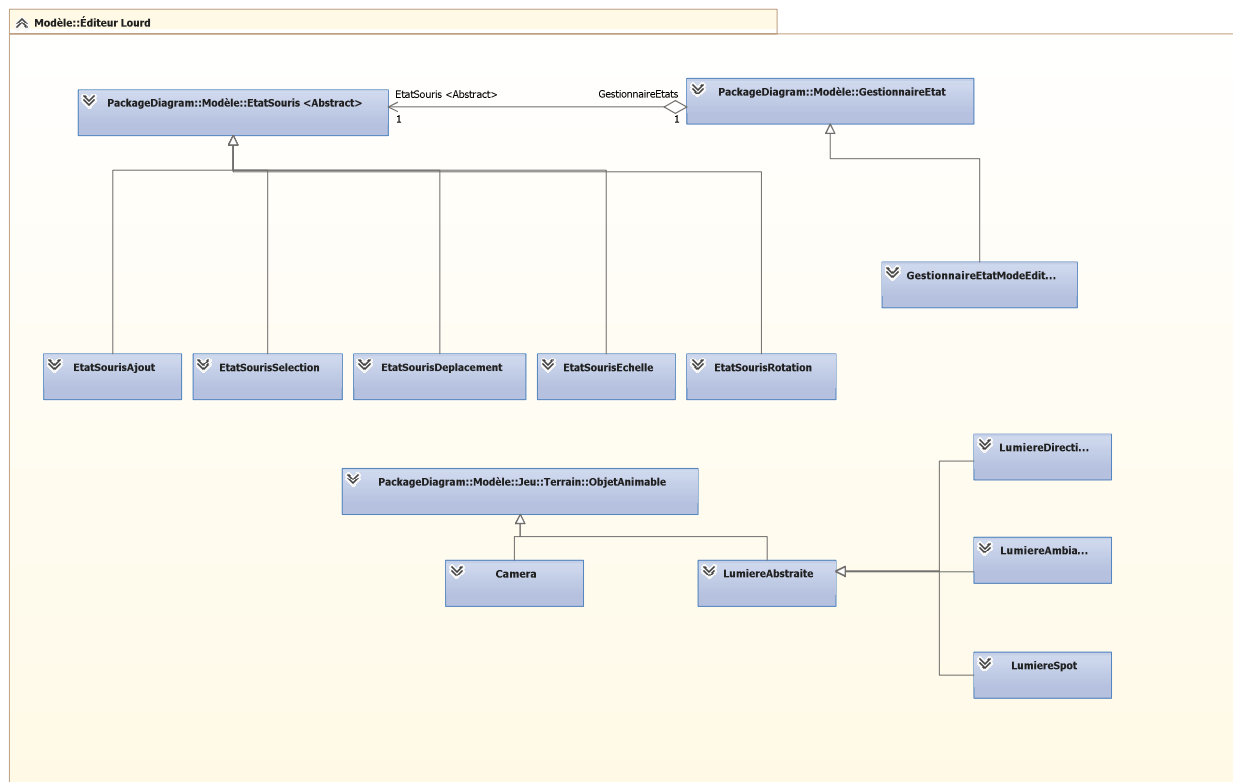 Modèle::Éditeur Lourd
PackageDiagram::Modèle::EtatSouris <Abstract>
EtatSouris <Abstract>
GestionnaireEtats
1
1
PackageDiagram::Modèle::GestionnaireEtat
GestionnaireEtatModeEdit...
EtatSourisAjout
EtatSourisSelection
EtatSourisDeplacement
EtatSourisEchelle
EtatSourisRotation
LumiereDirecti...
PackageDiagram::Modèle::Jeu::Terrain::ObjetAnimable
LumiereAmbia...
Camera
LumiereAbstraite
LumiereSpot